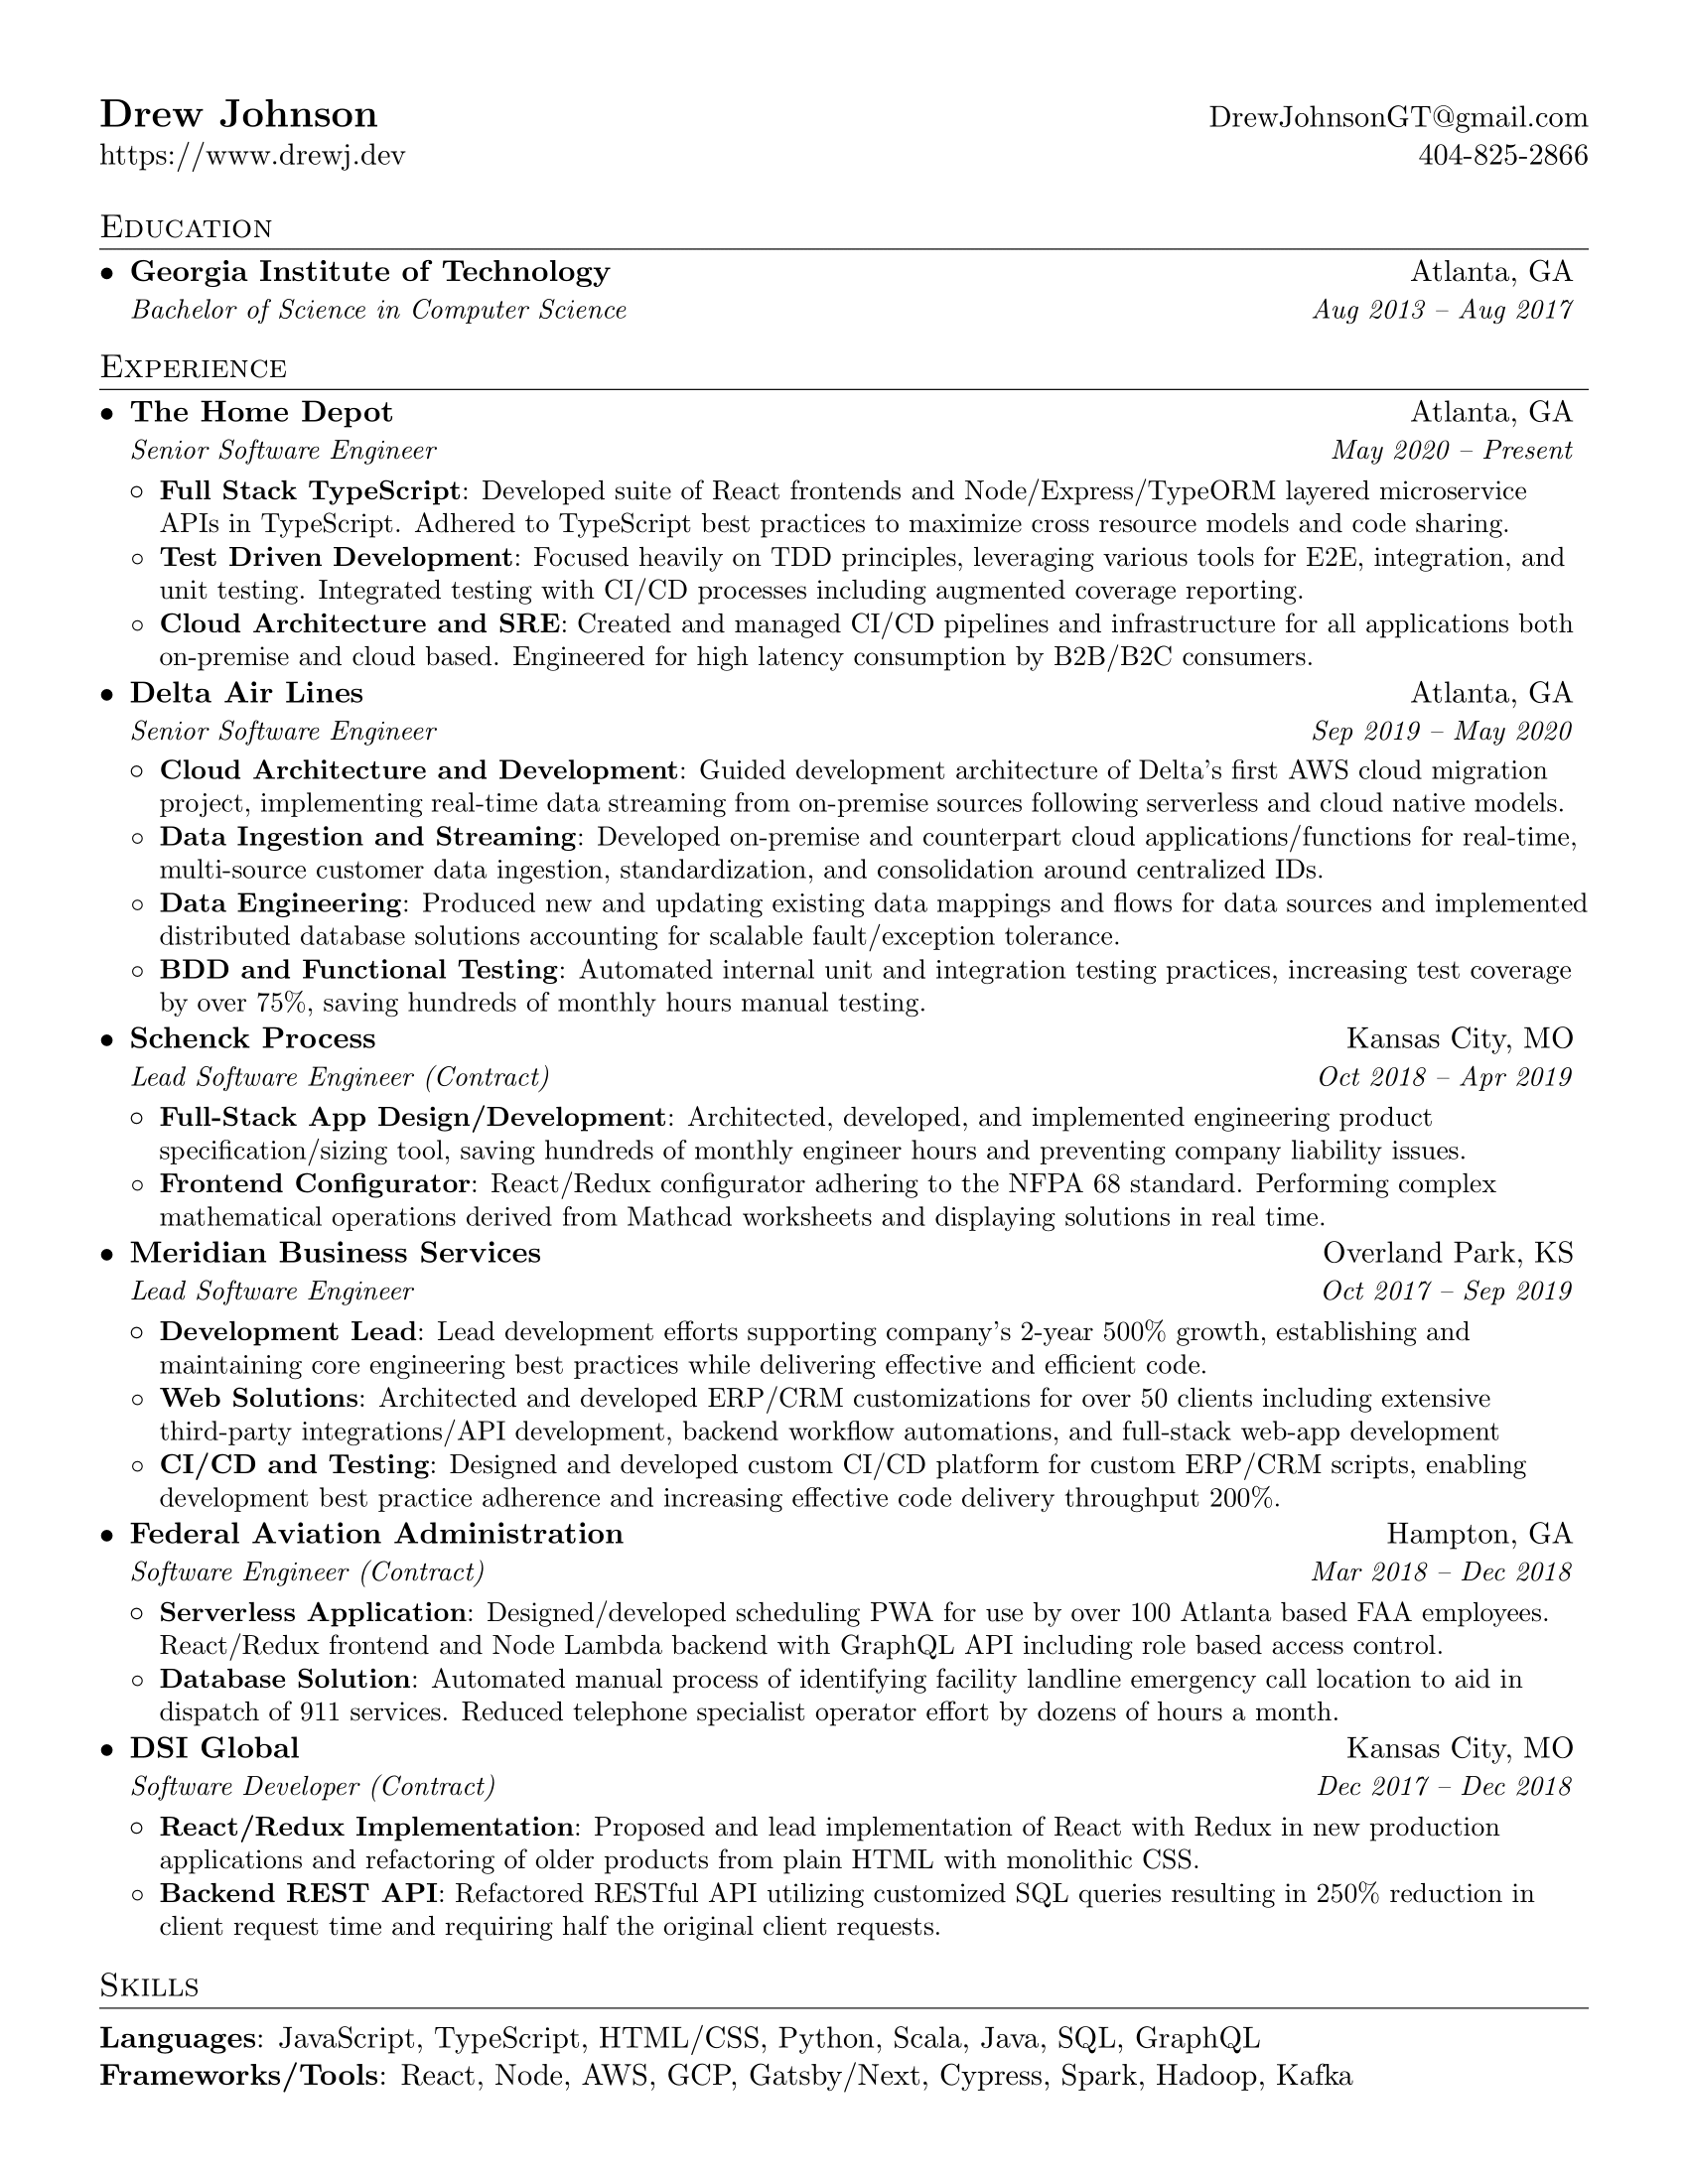 Drew Johnson DrewJohnsonGT@gmail.com
https://www.drewj.dev 404-825-2866
Education
• Georgia Institute of Technology Atlanta, GA
Bachelor of Science in Computer Science Aug 2013 – Aug 2017
Experience
• The Home Depot Atlanta, GA
Senior Software Engineer May 2020 – Present
◦ Full Stack TypeScript: Developed suite of React frontends and Node/Express/TypeORM layered microservice
APIs in TypeScript. Adhered to TypeScript best practices to maximize cross resource models and code sharing.
◦ Test Driven Development: Focused heavily on TDD principles, leveraging various tools for E2E, integration, and
unit testing. Integrated testing with CI/CD processes including augmented coverage reporting.
◦ Cloud Architecture and SRE: Created and managed CI/CD pipelines and infrastructure for all applications both
on-premise and cloud based. Engineered for high latency consumption by B2B/B2C consumers.
• Delta Air Lines Atlanta, GA
Senior Software Engineer Sep 2019 – May 2020
◦ Cloud Architecture and Development: Guided development architecture of Delta's first AWS cloud migration
project, implementing real-time data streaming from on-premise sources following serverless and cloud native models.
◦ Data Ingestion and Streaming: Developed on-premise and counterpart cloud applications/functions for real-time,
multi-source customer data ingestion, standardization, and consolidation around centralized IDs.
◦ Data Engineering: Produced new and updating existing data mappings and flows for data sources and implemented
distributed database solutions accounting for scalable fault/exception tolerance.
◦ BDD and Functional Testing: Automated internal unit and integration testing practices, increasing test coverage
by over 75%, saving hundreds of monthly hours manual testing.
• Schenck Process Kansas City, MO
Lead Software Engineer (Contract) Oct 2018 – Apr 2019
◦ Full-Stack App Design/Development: Architected, developed, and implemented engineering product
specification/sizing tool, saving hundreds of monthly engineer hours and preventing company liability issues.
◦ Frontend Configurator: React/Redux configurator adhering to the NFPA 68 standard. Performing complex
mathematical operations derived from Mathcad worksheets and displaying solutions in real time.
• Meridian Business Services Overland Park, KS
Lead Software Engineer Oct 2017 – Sep 2019
◦ Development Lead: Lead development efforts supporting company's 2-year 500% growth, establishing and
maintaining core engineering best practices while delivering effective and efficient code.
◦ Web Solutions: Architected and developed ERP/CRM customizations for over 50 clients including extensive
third-party integrations/API development, backend workflow automations, and full-stack web-app development
◦ CI/CD and Testing: Designed and developed custom CI/CD platform for custom ERP/CRM scripts, enabling
development best practice adherence and increasing effective code delivery throughput 200%.
• Federal Aviation Administration Hampton, GA
Software Engineer (Contract) Mar 2018 – Dec 2018
◦ Serverless Application: Designed/developed scheduling PWA for use by over 100 Atlanta based FAA employees.
React/Redux frontend and Node Lambda backend with GraphQL API including role based access control.
◦ Database Solution: Automated manual process of identifying facility landline emergency call location to aid in
dispatch of 911 services. Reduced telephone specialist operator effort by dozens of hours a month.
• DSI Global Kansas City, MO
Software Developer (Contract) Dec 2017 – Dec 2018
◦ React/Redux Implementation: Proposed and lead implementation of React with Redux in new production
applications and refactoring of older products from plain HTML with monolithic CSS.
◦ Backend REST API: Refactored RESTful API utilizing customized SQL queries resulting in 250% reduction in
client request time and requiring half the original client requests.
Skills
Languages: JavaScript, TypeScript, HTML/CSS, Python, Scala, Java, SQL, GraphQL
Frameworks/Tools: React, Node, AWS, GCP, Gatsby/Next, Cypress, Spark, Hadoop, Kafka